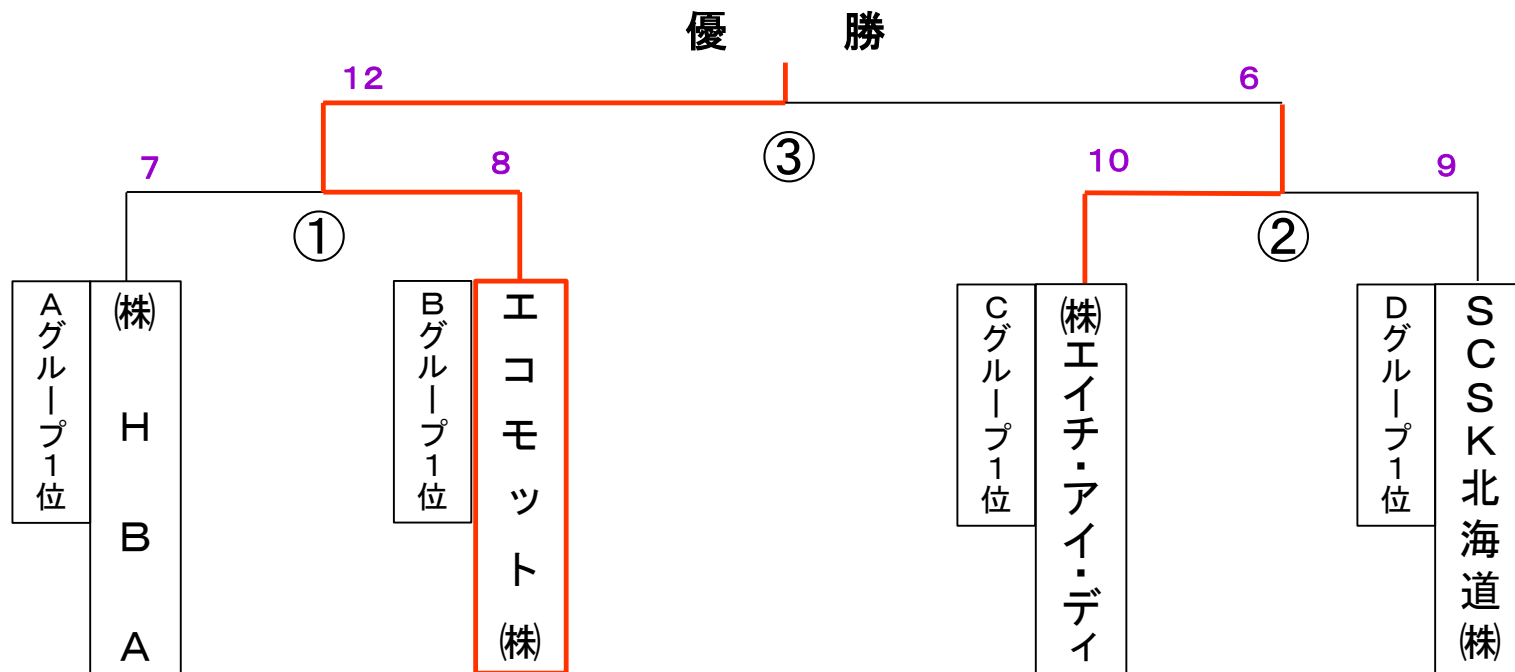 優 勝
12
6
7
8
③
10
9
①
②
Aグループ1位
㈱HBA
Bグループ1位
エコモット㈱
Cグループ1位
㈱エイチ・アイ・ディ
Dグループ1位
SCSK北海道㈱